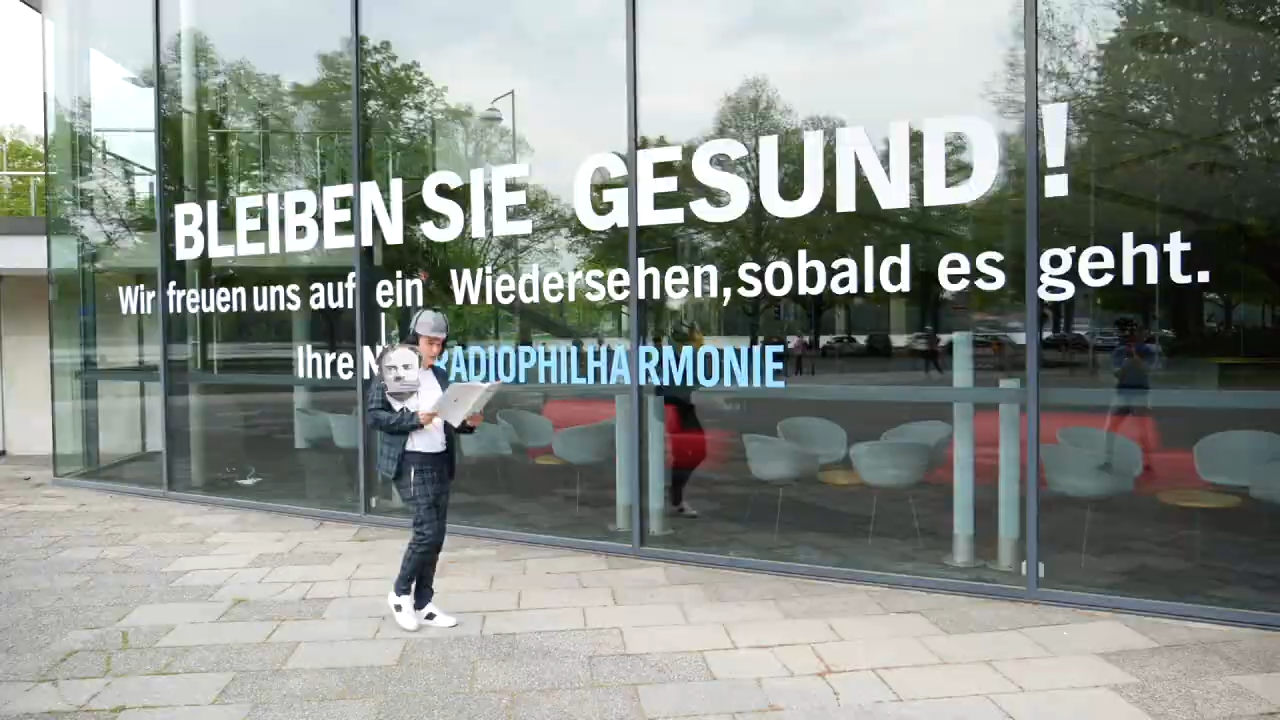 BLEIBEN SIE GESUND!
Wir freuen uns auf ein Wiedersehen, sobald es geht.
Ihre RADIOPHILHARMONIE